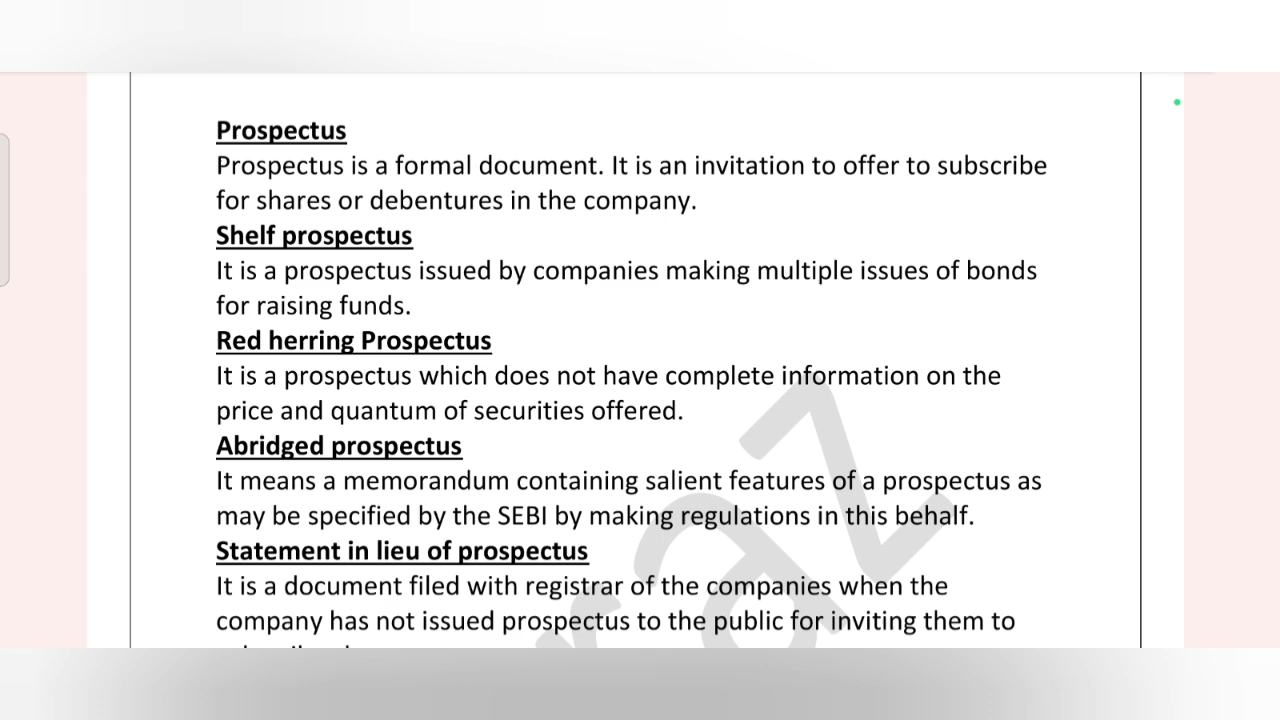 Prospectus
Prospectus is a formal document. It is an invitation to offer to subscribe
for shares or debentures in the company.
Shelf prospectus
It is a prospectus issued by companies making multiple issues of bonds
for raising funds.
Red herring Prospectus
It is a prospectus which does not have complete information on the
price and quantum of securities offered.
Abridged prospectus
It means a memorandum containing salient features of a prospectus as
may be specified by the SEBI by making regulations in this behalf.
Statement in lieu of prospectus
It is a document filed with registrar of the companies when the
company has not issued prospectus to the public for inviting them to